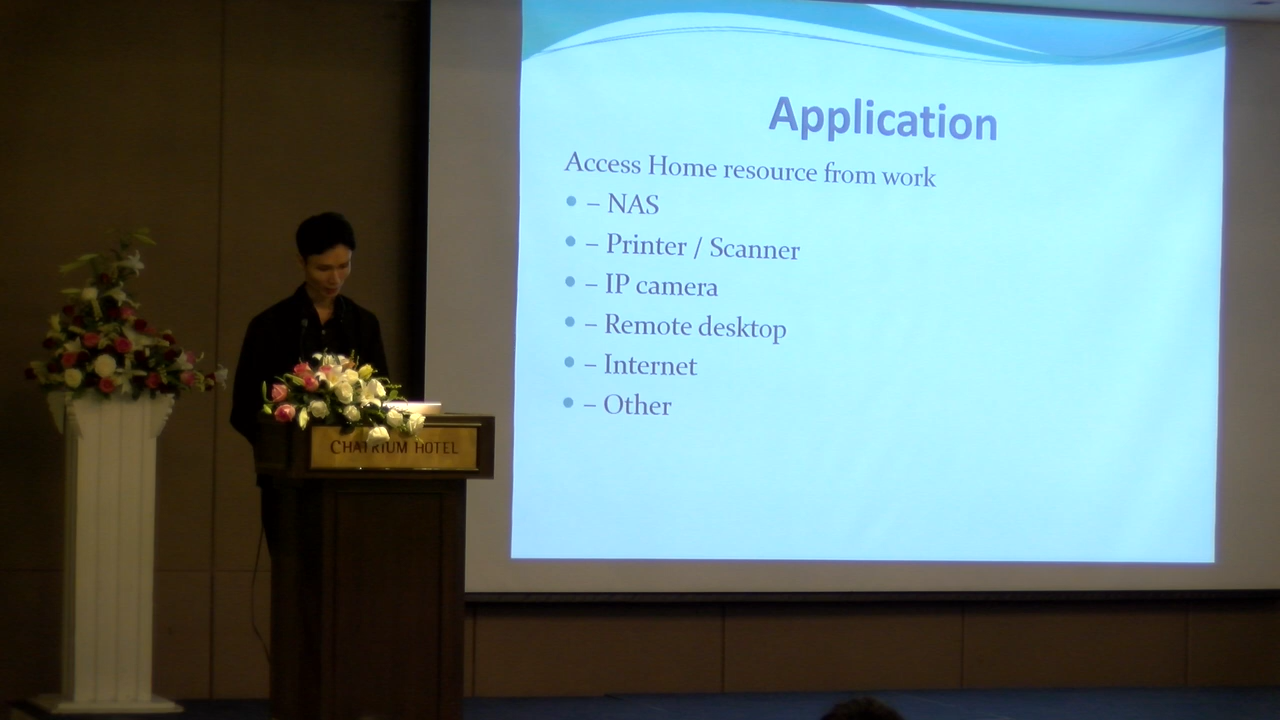 Application
Access Home resource from work
• – NAS
• – Printer / Scanner
• – IP camera
• – Remote desktop
• – Internet
• – Other
CHATRIUM HOTEL